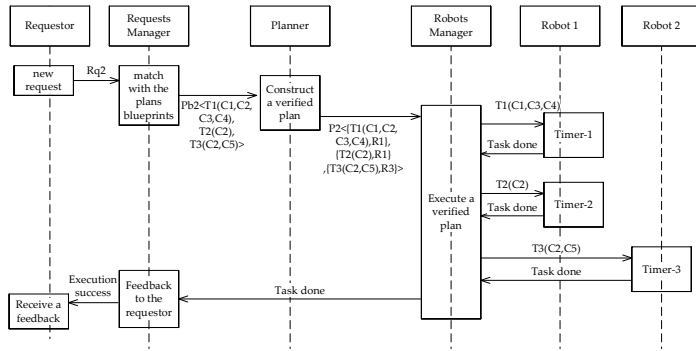 Requestor
Requests
Manager
Planner
Robots
Manager
Robot 1
Robot 2
new
request
Rq2
match
with the
plans
blueprints
Pb2<T1(C1,C2,
C3,C4),
T2(C2),
T3(C2,C5)>
Construct
a verified
plan
P2<{T1(C1,C2,
C3,C4),R1},
{T2(C2),R1}
,{T3(C2,C5),R3}>
Execute a
verified
plan
T1(C1,C3,C4)
Task done
Timer-1
T2(C2)
Task done
Timer-2
T3(C2,C5)
Task done
Timer-3
Task done
Feedback
to the
requestor
Execution
success
Receive a
feedback